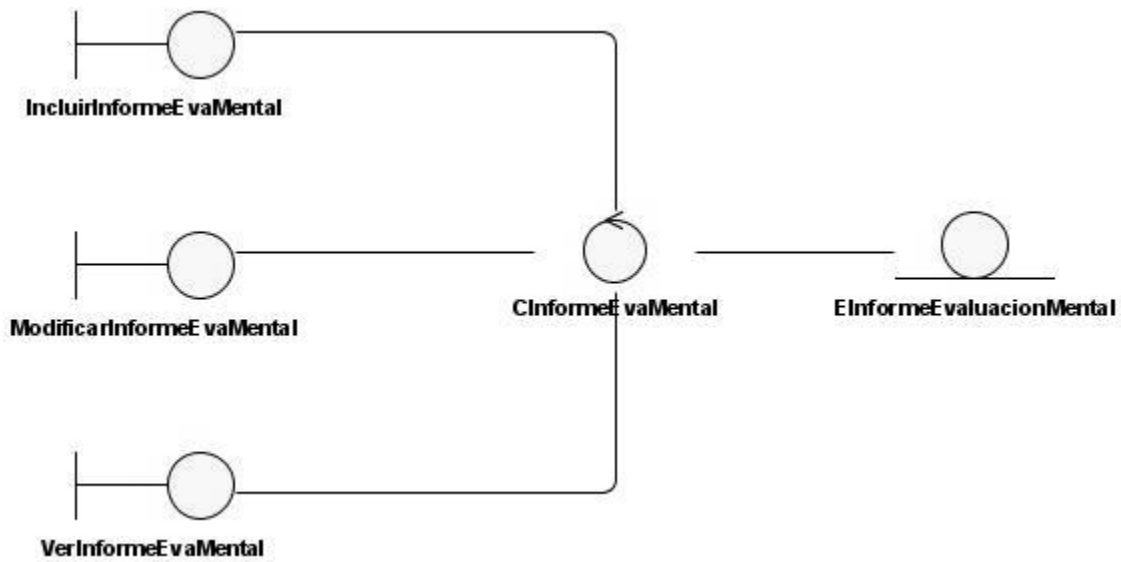 IncluirInformeEvaMental
ModificarInformeEvaMental
CInformeEvaMental
EInformeEvaluacionMental
VerInformeEvaMental